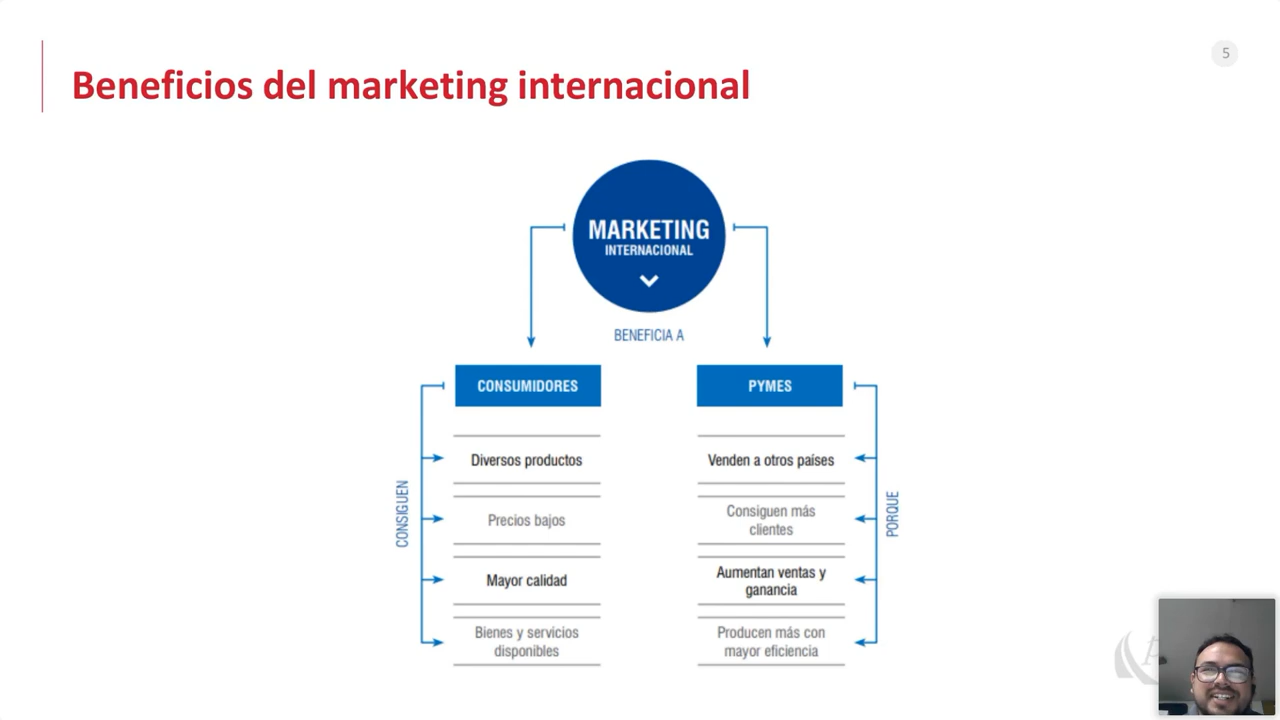 5
Beneficios del marketing internacional
MARKETING
INTERNACIONAL
BENEFICIA A
CONSUMIDORES
PYMES
CONSIGUEN
Diversos productos
Precios bajos
Mayor calidad
Bienes y servicios
disponibles
Venden a otros países
Consiguen más
clientes
Aumentan ventas y
ganancia
Producen más con
mayor eficiencia
PORQUE